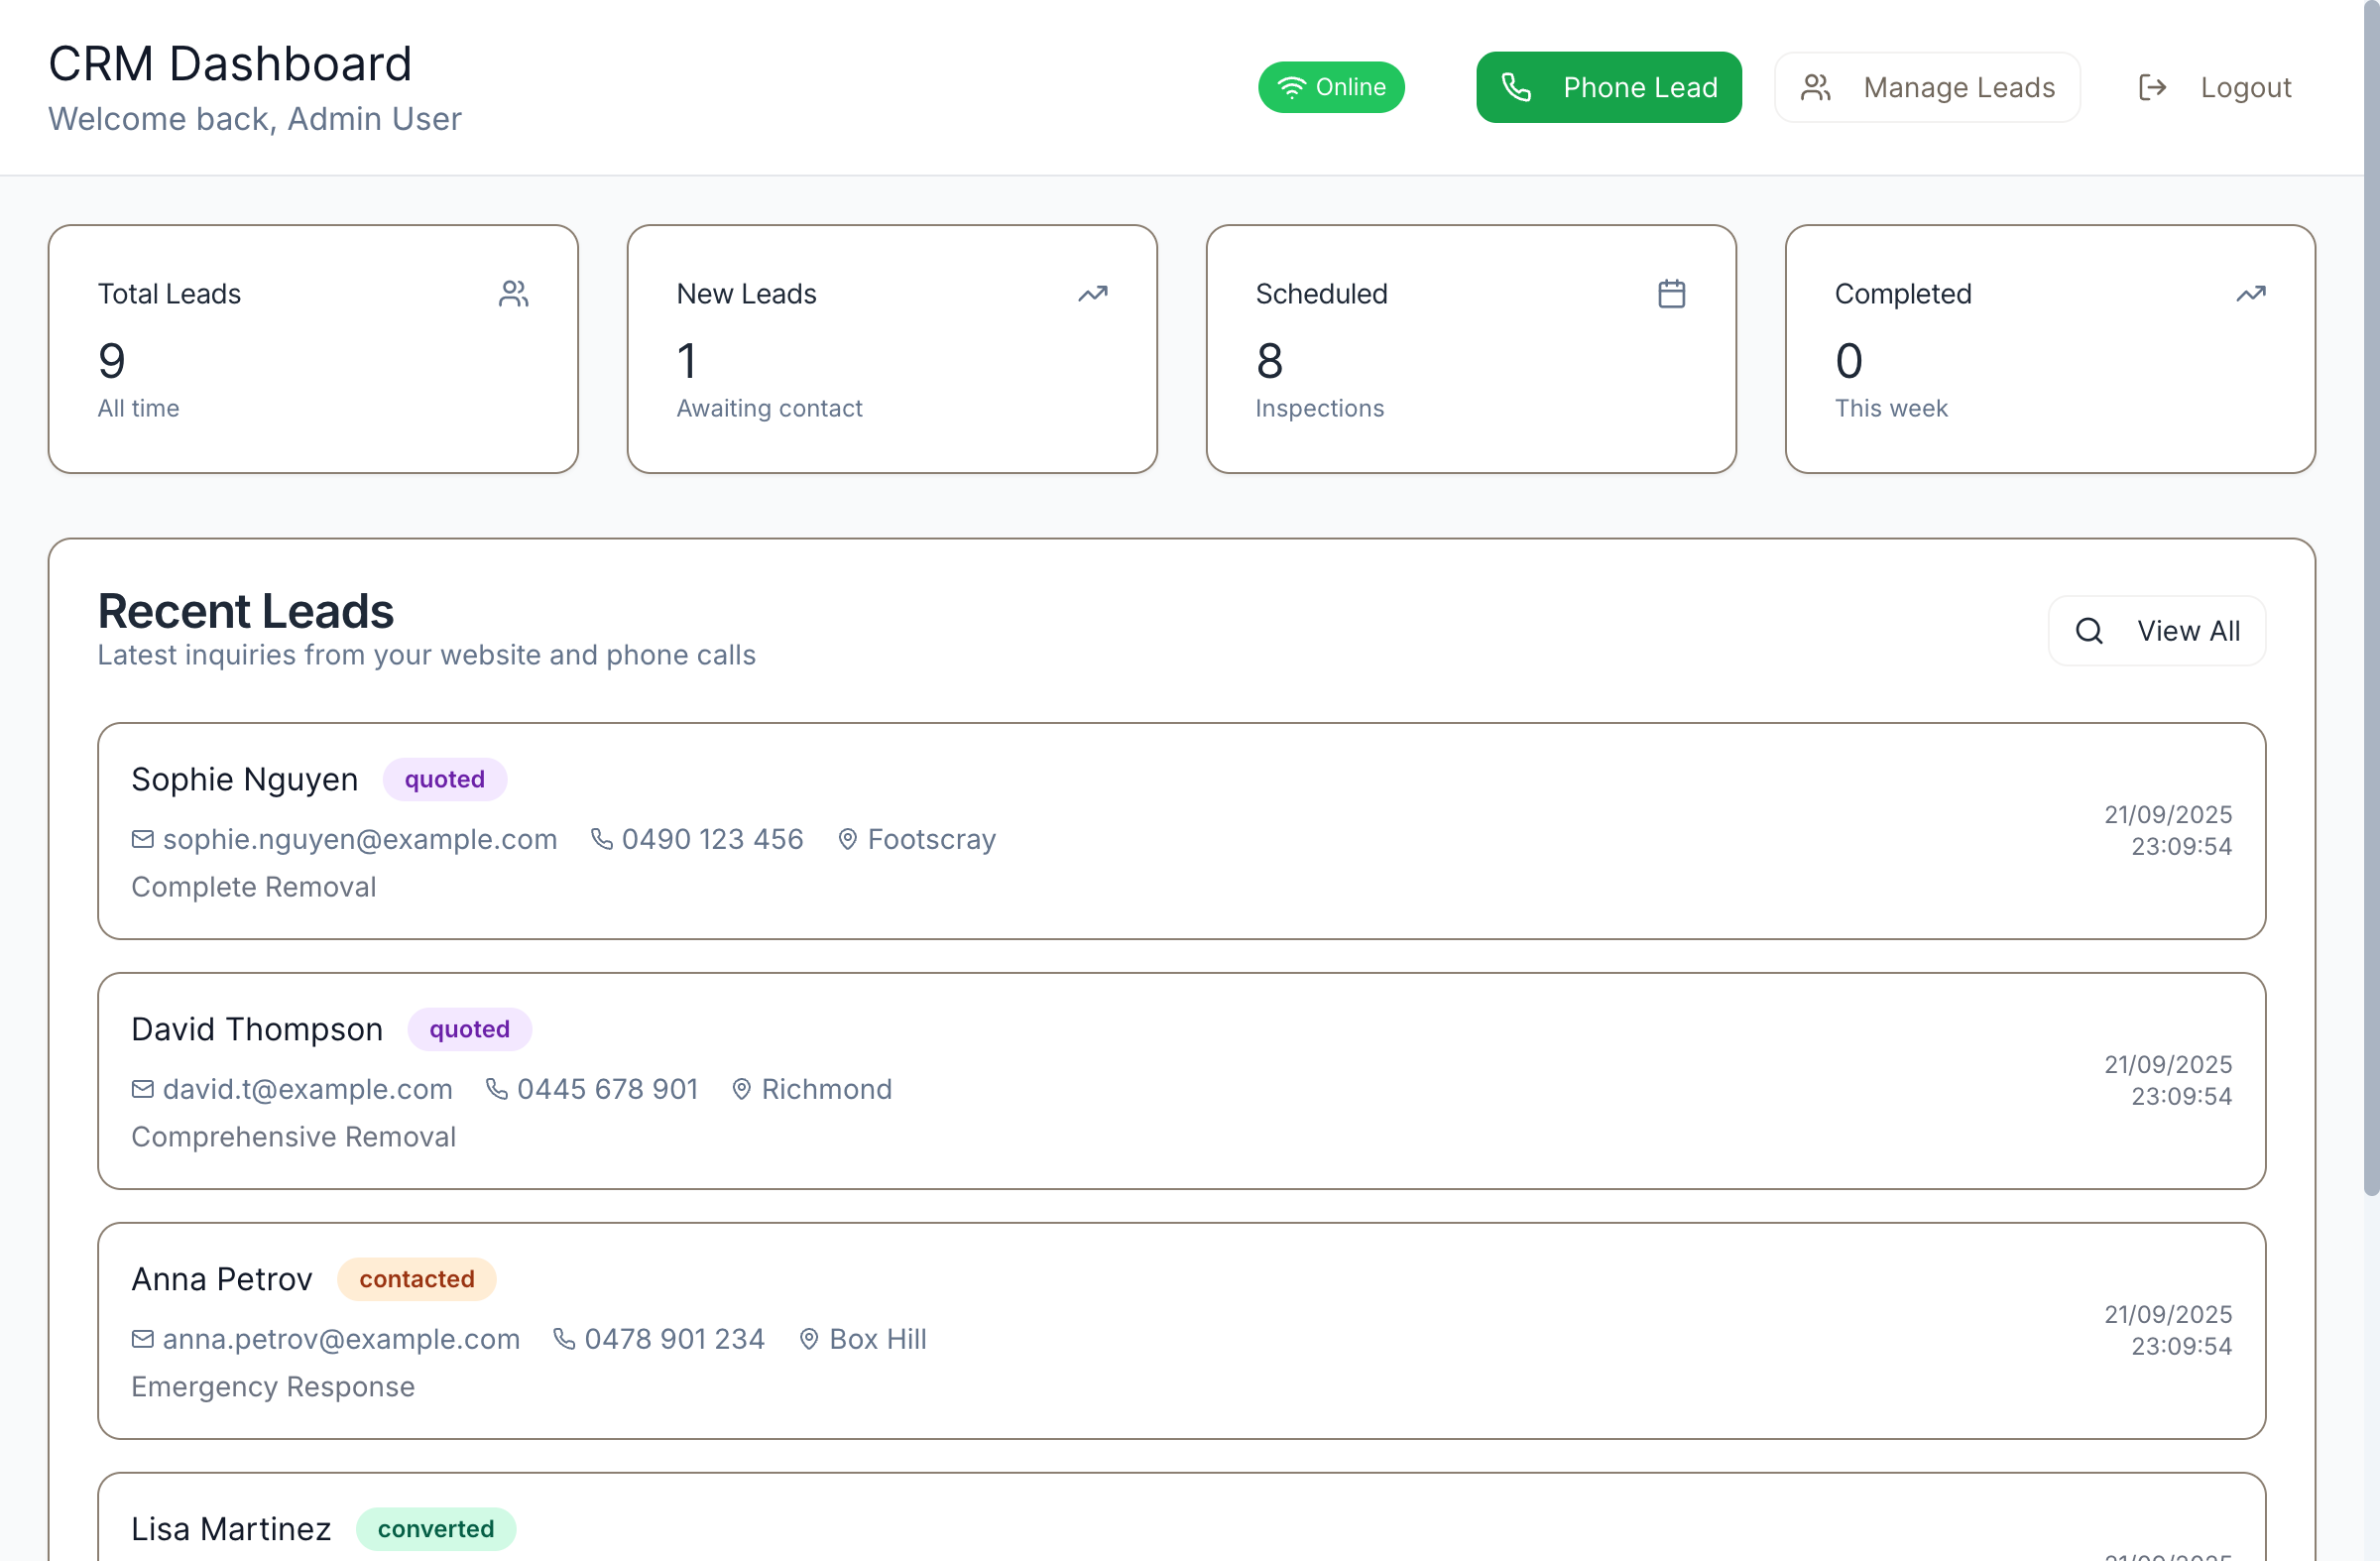 CRM Dashboard
Welcome back, Admin User
Online
Phone Lead
Manage Leads
Logout
Total Leads
9
All time
New Leads
1
Awaiting contact
Scheduled
8
Inspections
Completed
0
This week
Recent Leads
Latest inquiries from your website and phone calls
View All
Sophie Nguyen quoted
sophie.nguyen@example.com 0490 123 456 Footscray
Complete Removal
21/09/2025
23:09:54
David Thompson quoted
david.t@example.com 0445 678 901 Richmond
Comprehensive Removal
21/09/2025
23:09:54
Anna Petrov contacted
anna.petrov@example.com 0478 901 234 Box Hill
Emergency Response
21/09/2025
23:09:54
Lisa Martinez converted